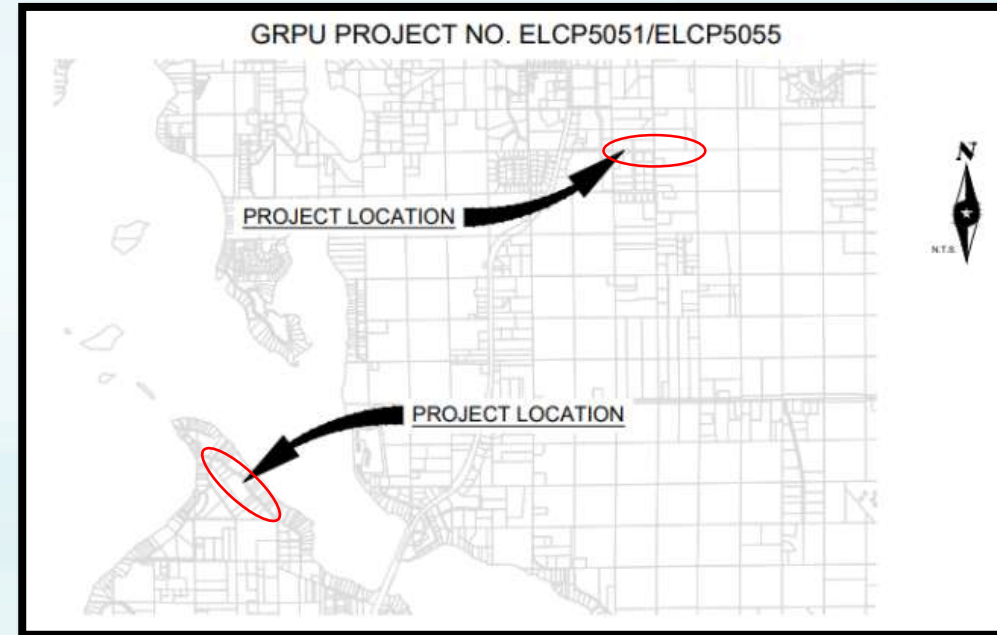 GRPU PROJECT NO. ELCP5051/ELCP5055
N
PROJECT LOCATION
N.T.S.
PROJECT LOCATION